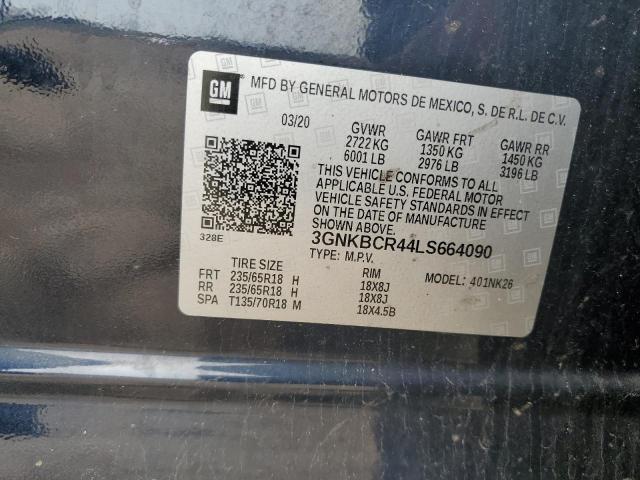 GM
MFD BY GENERAL MOTORS DE MEXICO, S. DE R.L. DE C.V.
03/20 GVWR GAWR FRT GAWR RR
2722 KG 1350 KG 1450 KG
6001 LB 2976 LB 3196 LB
THIS VEHICLE CONFORMS TO ALL
APPLICABLE U.S. FEDERAL MOTOR
VEHICLE SAFETY STANDARDS IN EFFECT
ON THE DATE OF MANUFACTURE
SHOWN ABOVE.
328E 3GNKBCR44LS664090
TYPE: M.P.V. MODEL: 401NK26
TIRE SIZE RIM
FRT 235/65R18 H 18X8J
RR 235/65R18 H 18X8J
SPA T135/70R18 M 18X4.5B